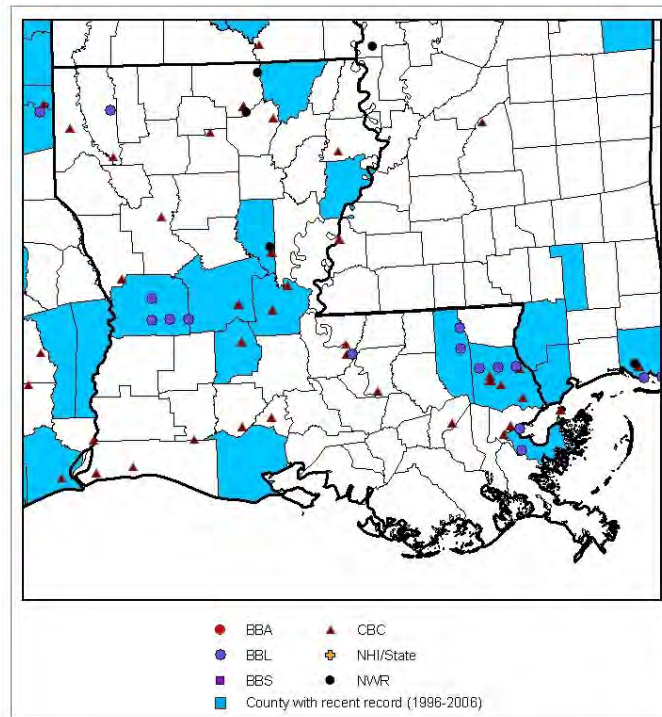 BBA CBC
BBL NHI/State
BBS NWR
County with recent record (1996-2006)